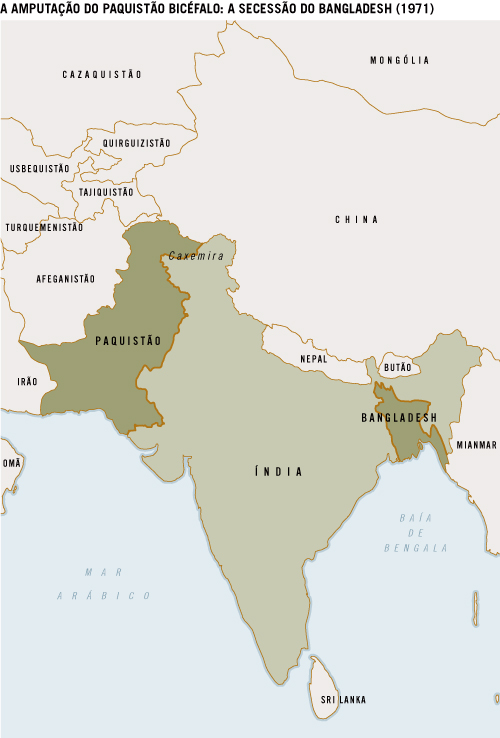 A AMPUTAÇÃO DO PAQUISTÃO BICÉFALO: A SECESSÃO DO BANGLADESH (1971)
MONGÓLIA
CAZAQUISTÃO
QUIRGUIZISTÃO
USBEQUISTÃO
TAJIQUISTÃO
CHINA
TURQUEMENISTÃO
Caxemira
AFEGANISTÃO
PAQUISTÃO
NEPAL
BUTÃO
IRÃO
BANGLADESH
MIANMAR
OMÃ
ÍNDIA
BAÍA
DE
BENGALA
MAR
ARÁBICO
SRI LANKA